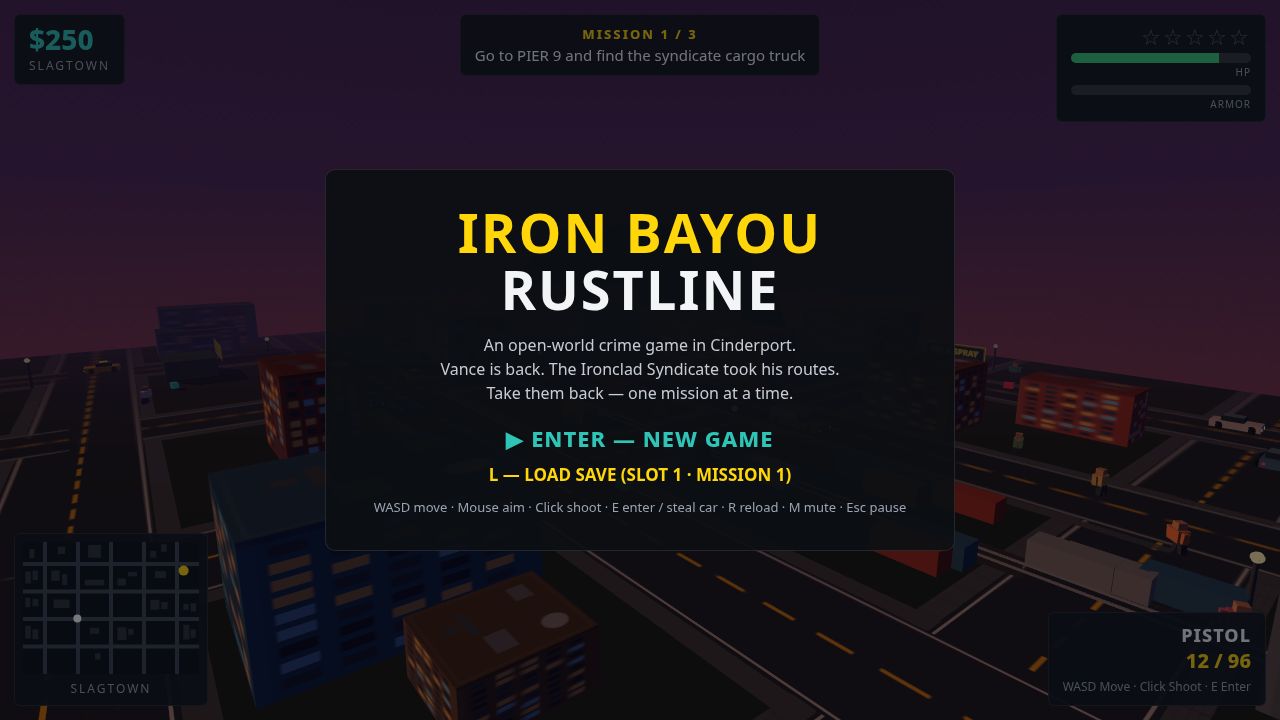 $250
SLAGTOWN
MISSION 1 / 3
Go to PIER 9 and find the syndicate cargo truck
☆☆☆☆☆
HP
ARMOR
IRON BAYOU
RUSTLINE
An open-world crime game in Cinderport.
Vance is back. The Ironclad Syndicate took his routes.
Take them back — one mission at a time.
SPRAY
▶ ENTER — NEW GAME
L — LOAD SAVE (SLOT 1 · MISSION 1)
WASD move · Mouse aim · Click shoot · E enter / steal car · R reload · M mute · Esc pause
SLAGTOWN
PISTOL
12 / 96
WASD Move · Click Shoot · E Enter